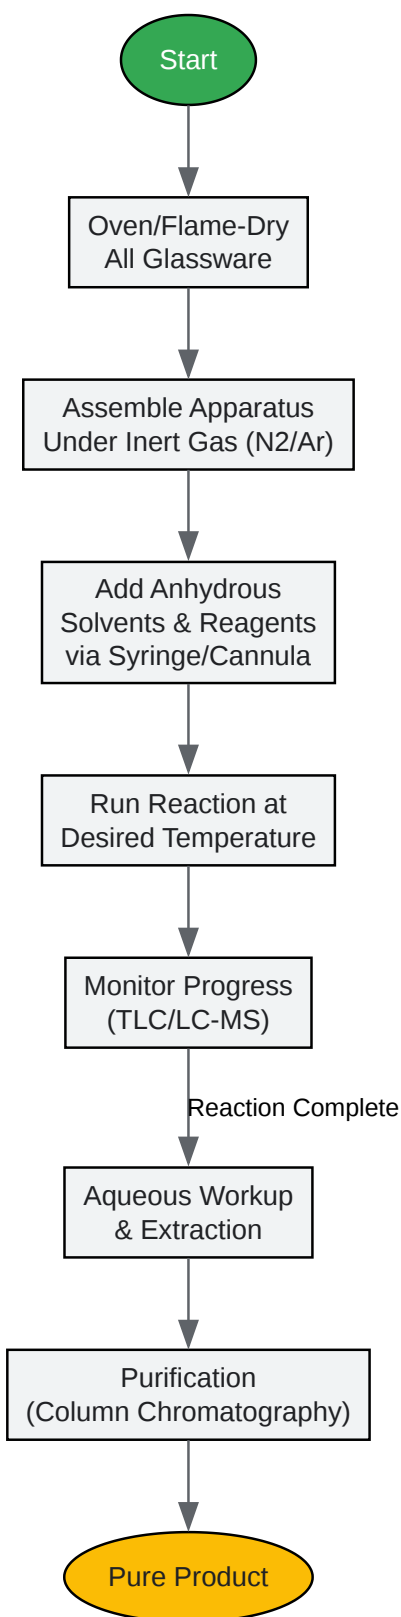 Start
Oven/Flame-Dry
All Glassware
Assemble Apparatus
Under Inert Gas (N2/Ar)
Add Anhydrous
Solvents & Reagents
via Syringe/Cannula
Run Reaction at
Desired Temperature
Monitor Progress
(TLC/LC-MS)
Reaction Complete
Aqueous Workup
& Extraction
Purification
(Column Chromatography)
Pure Product